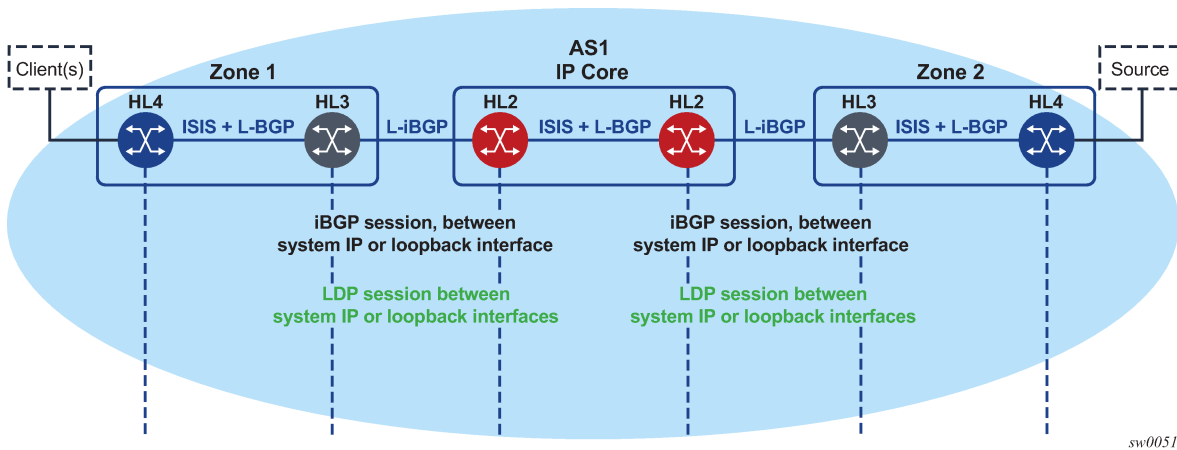 AS1
IP Core
Client(s)
Zone 1
Zone 2
Source
HL4
HL3
HL2
HL2
HL3
HL4
ISIS + L-BGP
L-iBGP
ISIS + L-BGP
L-iBGP
ISIS + L-BGP
iBGP session, between
system IP or loopback interface
iBGP session, between
system IP or loopback interface
LDP session between
system IP or loopback interfaces
LDP session between
system IP or loopback interfaces
sw0051